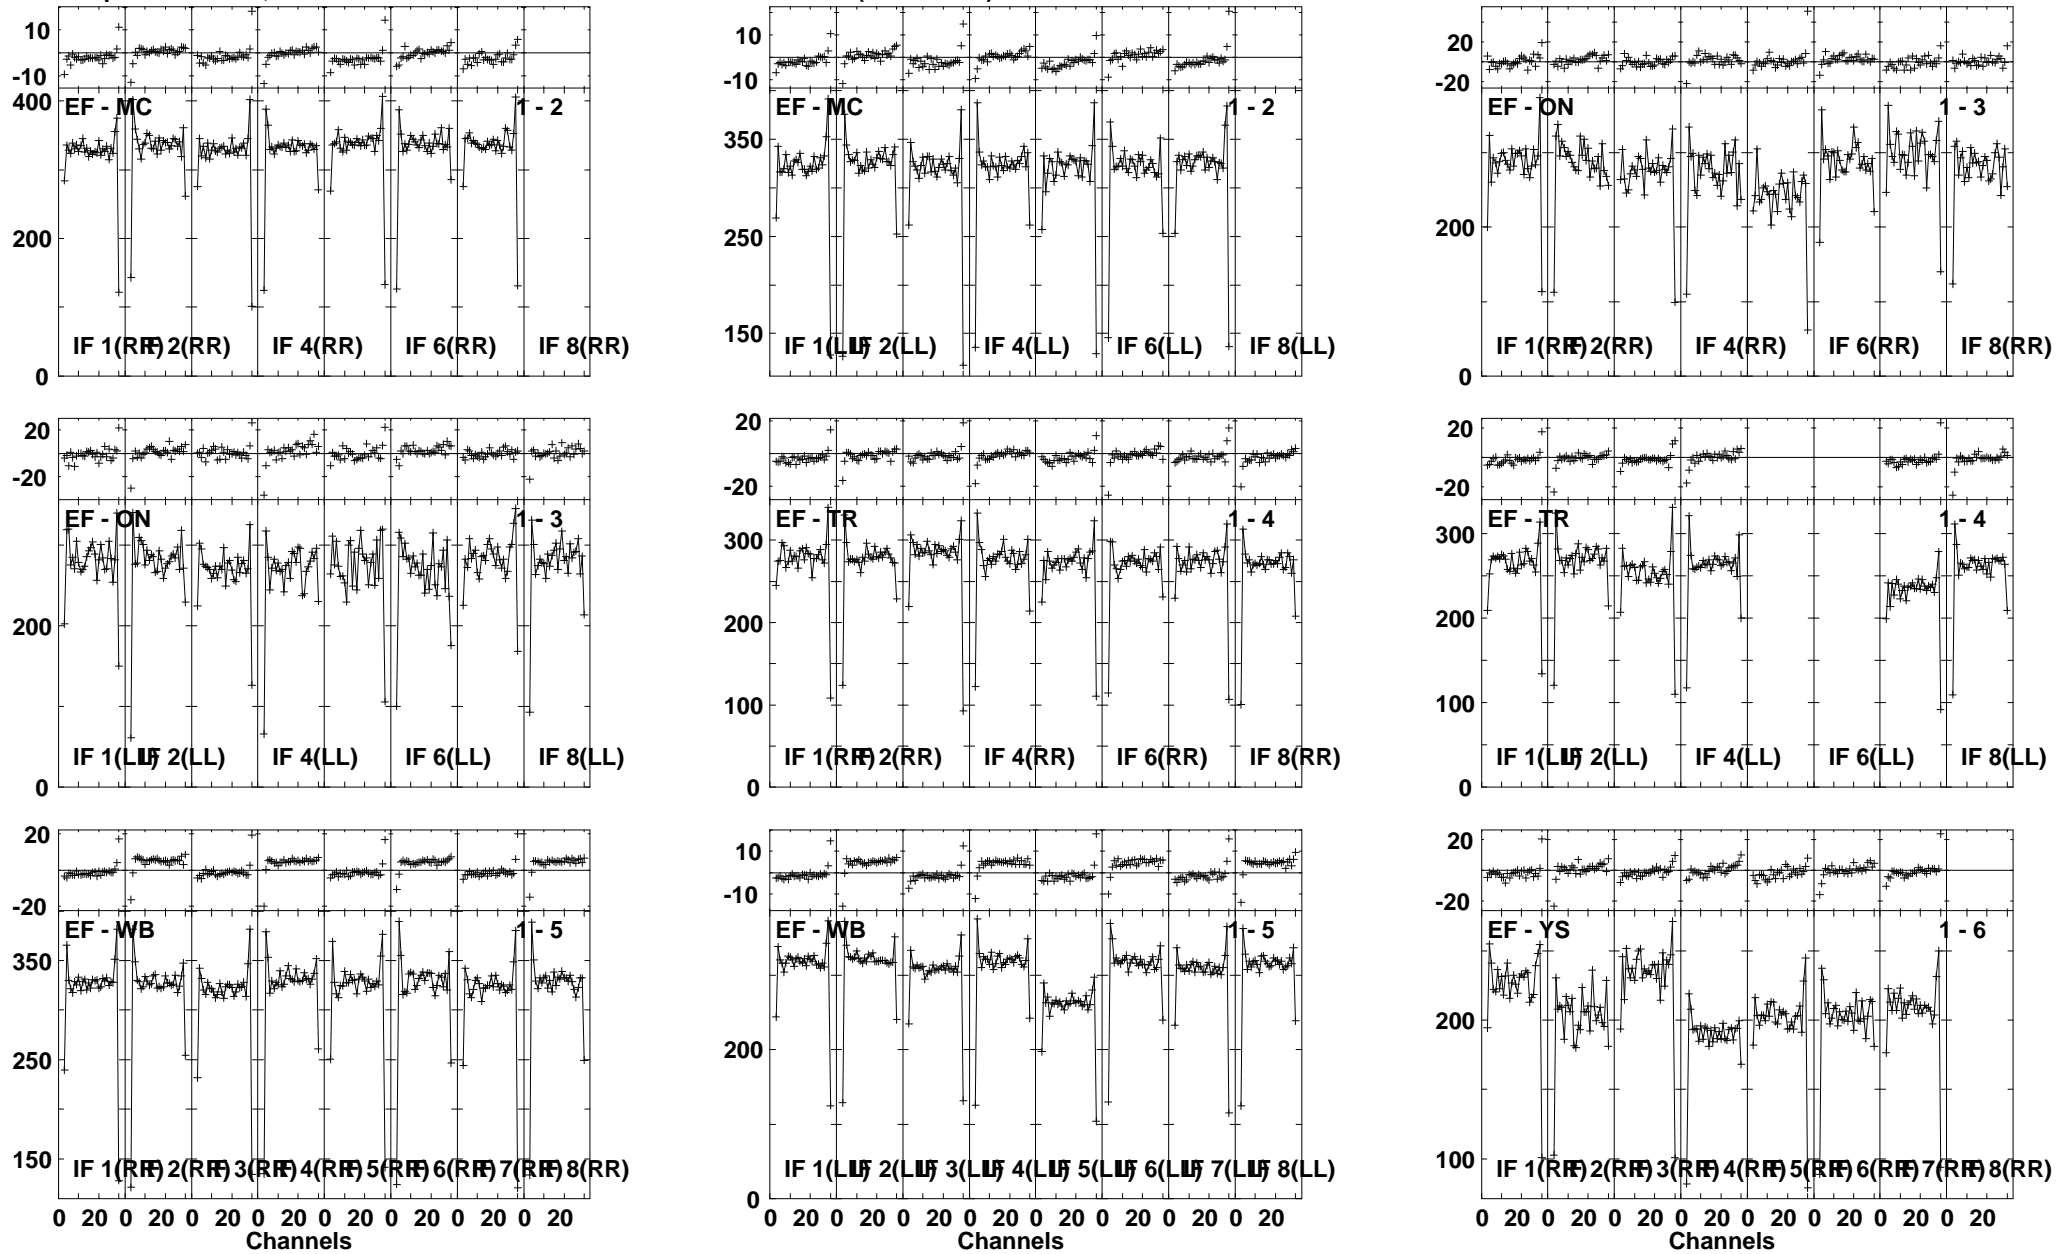 10
-10
10
-10
20
-20
400
200
0
EF - MC 1 - 2
IF 1(RR) IF 2(RR) IF 4(RR) IF 6(RR) IF 8(RR)
350
250
150
EF - MC 1 - 2
IF 1(LL) IF 2(LL) IF 4(LL) IF 6(LL) IF 8(LL)
200
0
EF - ON 1 - 3
IF 1(RR) IF 2(RR) IF 4(RR) IF 6(RR) IF 8(RR)
20
-20
20
-20
20
-20
200
0
EF - ON 1 - 3
IF 1(LL) IF 2(LL) IF 4(LL) IF 6(LL) IF 8(LL)
300
200
100
0
EF - TR 1 - 4
IF 1(RR) IF 2(RR) IF 4(RR) IF 6(RR) IF 8(RR)
300
200
100
0
EF - TR 1 - 4
IF 1(LL) IF 2(LL) IF 4(LL) IF 6(LL) IF 8(LL)
20
-20
10
-10
20
-20
350
250
150
EF - WB 1 - 5
IF 1(RR) IF 2(RR) IF 3(RR) IF 4(RR) IF 5(RR) IF 6(RR) IF 7(RR) IF 8(RR)
0 20 0 20 0 20 0 20 0 20 0 20 0 20 0 20
Channels
200
0
EF - WB 1 - 5
IF 1(LL) IF 2(LL) IF 3(LL) IF 4(LL) IF 5(LL) IF 6(LL) IF 7(LL) IF 8(LL)
0 20 0 20 0 20 0 20 0 20 0 20 0 20 0 20
Channels
200
100
EF - YS 1 - 6
IF 1(RR) IF 2(RR) IF 3(RR) IF 4(RR) IF 5(RR) IF 6(RR) IF 7(RR) IF 8(RR)
0 20 0 20 0 20 0 20 0 20 0 20 0 20 0 20
Channels